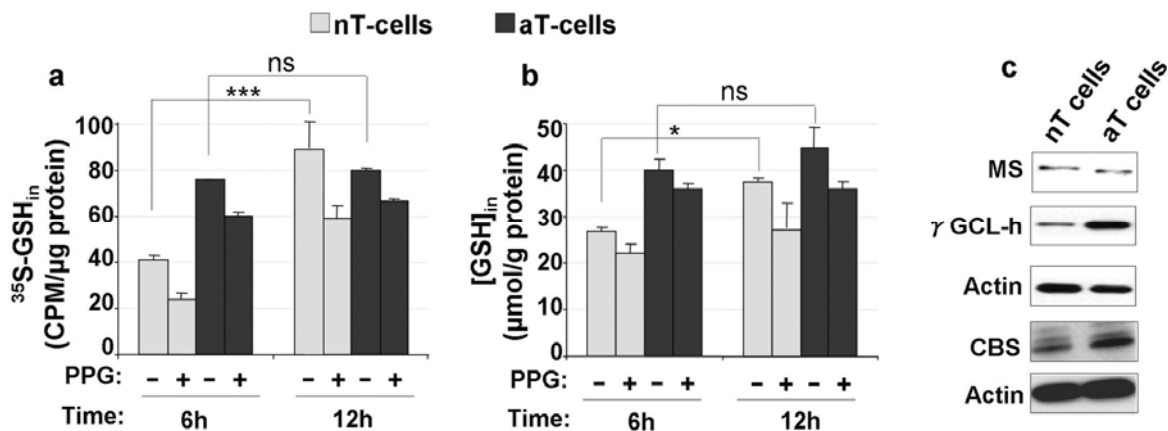 nT-cells aT-cells
a
ns
***
100
80
60
40
20
0
³⁵S-GSHin
(CPM/µg protein)
PPG: − + − + − + − +
Time: 6h 12h
b
ns
*
50
40
30
20
10
0
[GSH]in
(µmol/g protein)
PPG: − + − + − + − +
Time: 6h 12h
c
nT cells
aT cells
MS
γ GCL-h
Actin
CBS
Actin